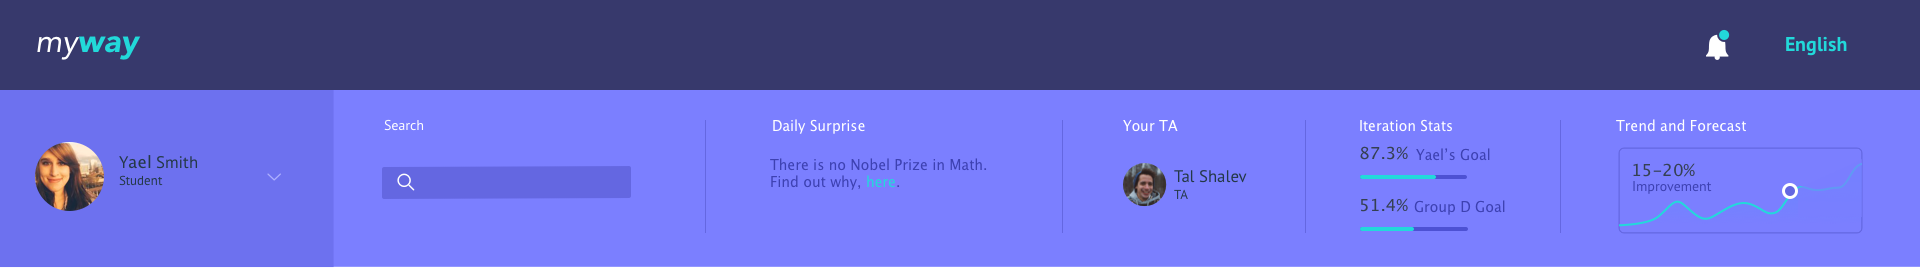 myway
English
Yael Smith
Student
Search
Daily Surprise
There is no Nobel Prize in Math.
Find out why, here.
Your TA
Tal Shalev
TA
Iteration Stats
87.3% Yael's Goal
51.4% Group D Goal
Trend and Forecast
15–20%
Improvement